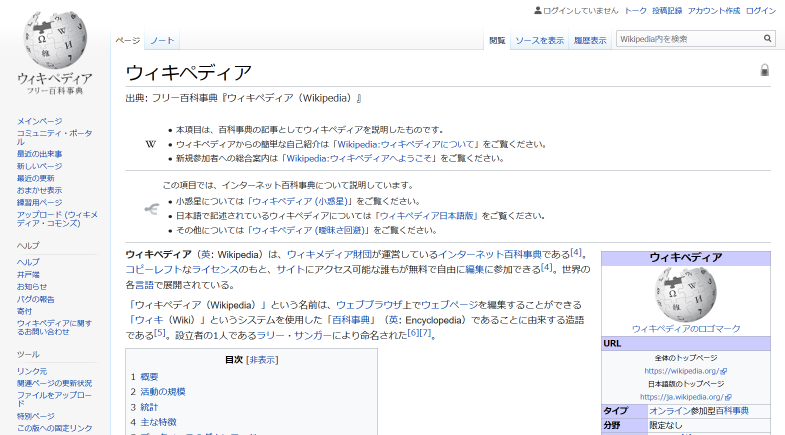 ログインしていません トーク 投稿記録 アカウント作成 ログイン
ページ ノート 閲覧 ソースを表示 履歴表示 Wikipedia内を検索
ウィキペディア
フリー百科事典
メインページ
コミュニティ・ポータ
ル
最近の出来事
新しいページ
最近の更新
おまかせ表示
練習用ページ
アップロード (ウィキメ
ディア・コモンズ)
ヘルプ
ヘルプ
井戸端
お知らせ
バグの報告
寄付
ウィキペディアに関す
るお問い合わせ
ツール
リンク元
関連ページの更新状況
ファイルをアップロー
ド
特別ページ
この版への固定リンク
ウィキペディア
出典: フリー百科事典『ウィキペディア（Wikipedia）』
W
本項目は、百科事典の記事としてウィキペディアを説明したものです。
ウィキペディアからの簡単な自己紹介は「Wikipedia:ウィキペディアについて」をご覧ください。
新規参加者への総合案内は「Wikipedia:ウィキペディアへようこそ」をご覧ください。
この項目では、インターネット百科事典について説明しています。
小惑星については「ウィキペディア (小惑星)」をご覧ください。
日本語で記述されているウィキペディアについては「ウィキペディア日本語版」をご覧ください。
その他については「ウィキペディア (曖昧さ回避)」をご覧ください。
ウィキペディア（英: Wikipedia）は、ウィキメディア財団が運営しているインターネット百科事典である[4]。
コピーレフトなライセンスのもと、サイトにアクセス可能な誰もが無料で自由に編集に参加できる[4]。世界の
各言語で展開されている。
「ウィキペディア（Wikipedia）」という名前は、ウェブブラウザ上でウェブページを編集することができる
「ウィキ（Wiki）」というシステムを使用した「百科事典」（英: Encyclopedia）であることに由来する造語
である[5]。設立者の1人であるラリー・サンガーにより命名された[6][7]。
目次 [非表示]
1 概要
2 活動の規模
3 統計
4 主な特徴
ウィキペディア
ウィキペディアのロゴマーク
URL
全体のトップページ
https://wikipedia.org/
日本語版のトップページ
https://ja.wikipedia.org/
タイプ オンライン参加型百科事典
分野 限定なし